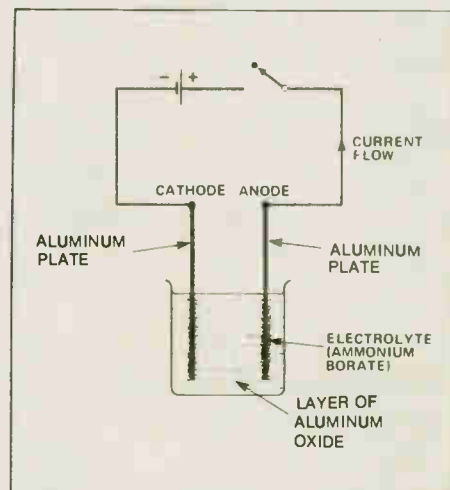 - +
CURRENT
FLOW
CATHODE ANODE
ALUMINUM
PLATE
ALUMINUM
PLATE
ELECTROLYTE
(AMMONIUM
BORATE)
LAYER OF
ALUMINUM
OXIDE